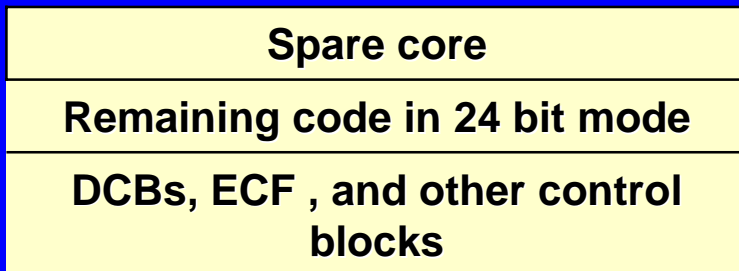 Spare core
Remaining code in 24 bit mode
DCBs, ECF , and other control
blocks